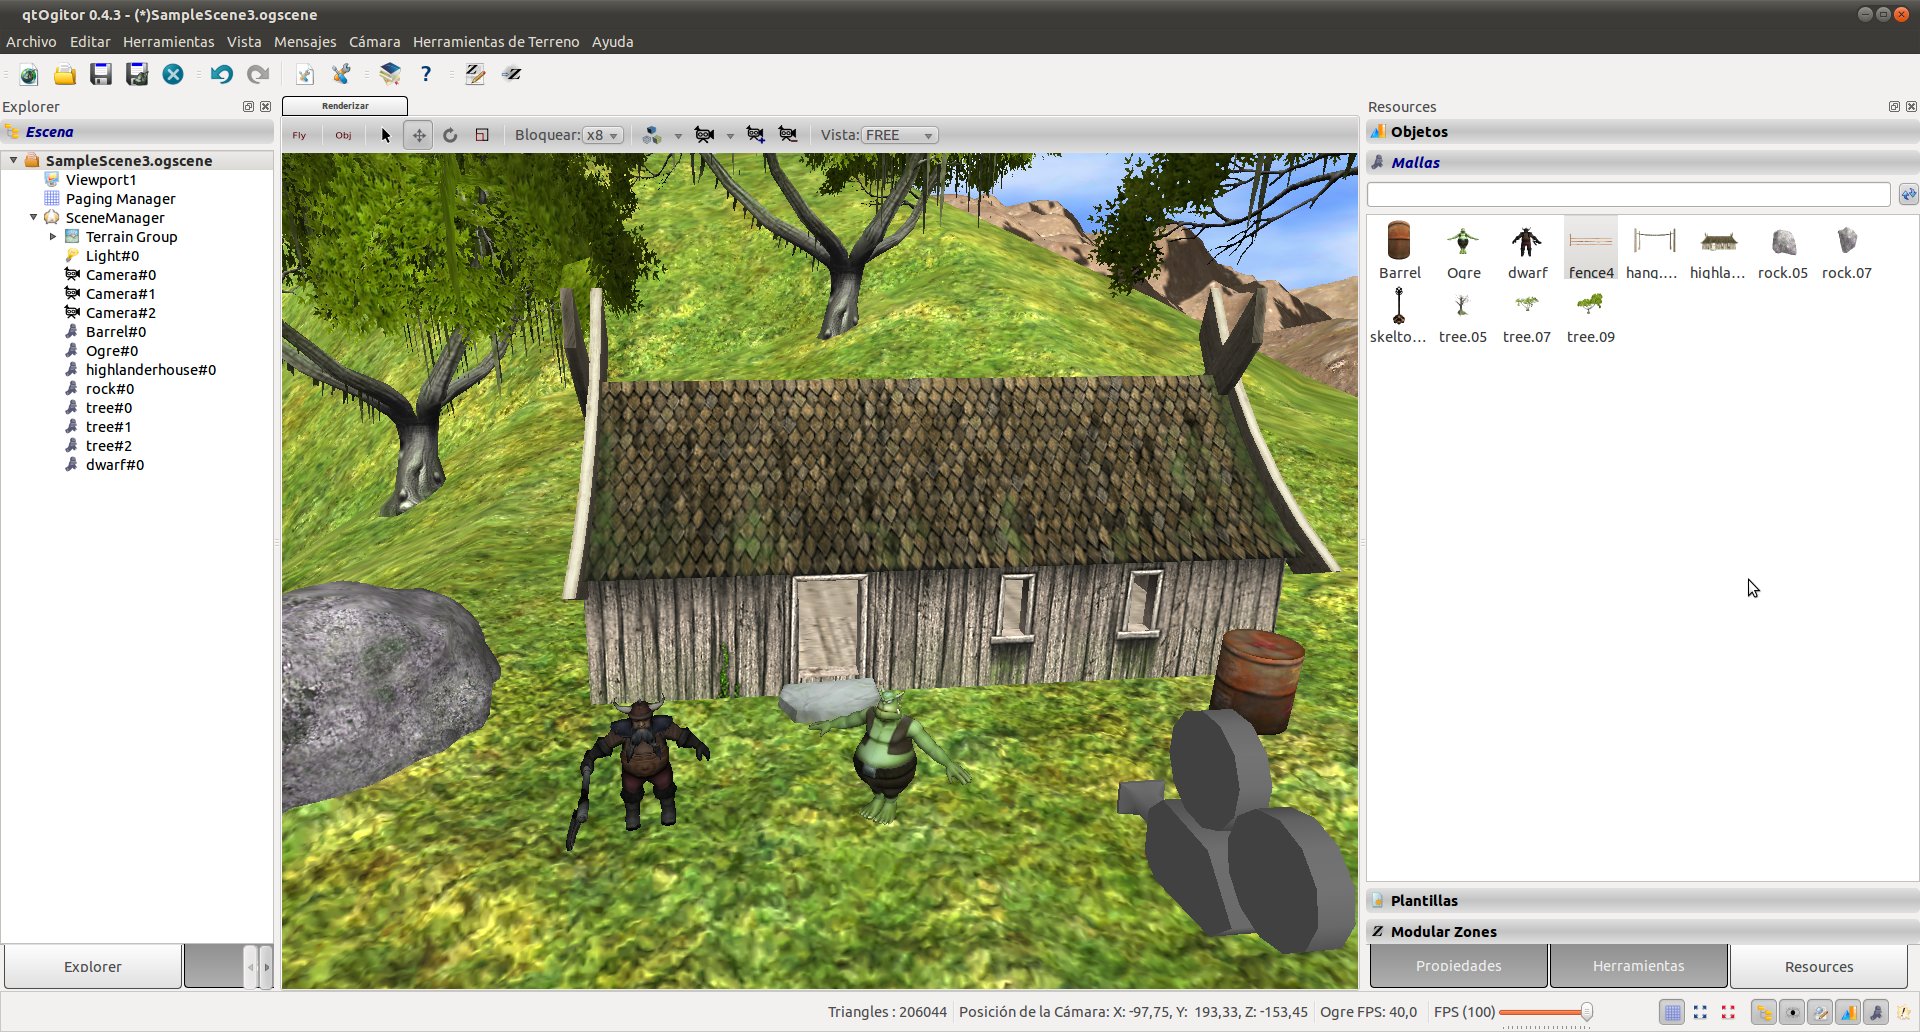 qtOgitor 0.4.3 - (*)SampleScene3.ogscene
Archivo Editar Herramientas Vista Mensajes Cámara Herramientas de Terreno Ayuda
Explorer
Escena
SampleScene3.ogscene
Viewport1
Paging Manager
SceneManager
Terrain Group
Light#0
Camera#0
Camera#1
Camera#2
Barrel#0
Ogre#0
highlanderhouse#0
rock#0
tree#0
tree#1
tree#2
dwarf#0
Explorer
Renderizar
Fly Obj Bloquear: x8 Vista: FREE
Resources
Objetos
Mallas
Barrel Ogre dwarf fence4 hang.... highla... rock.05 rock.07
skelto... tree.05 tree.07 tree.09
Plantillas
Z Modular Zones
Propiedades Herramientas Resources
Triangles : 206044 Posición de la Cámara: X: -97,75, Y: 193,33, Z: -153,45 Ogre FPS: 40,0 FPS (100)